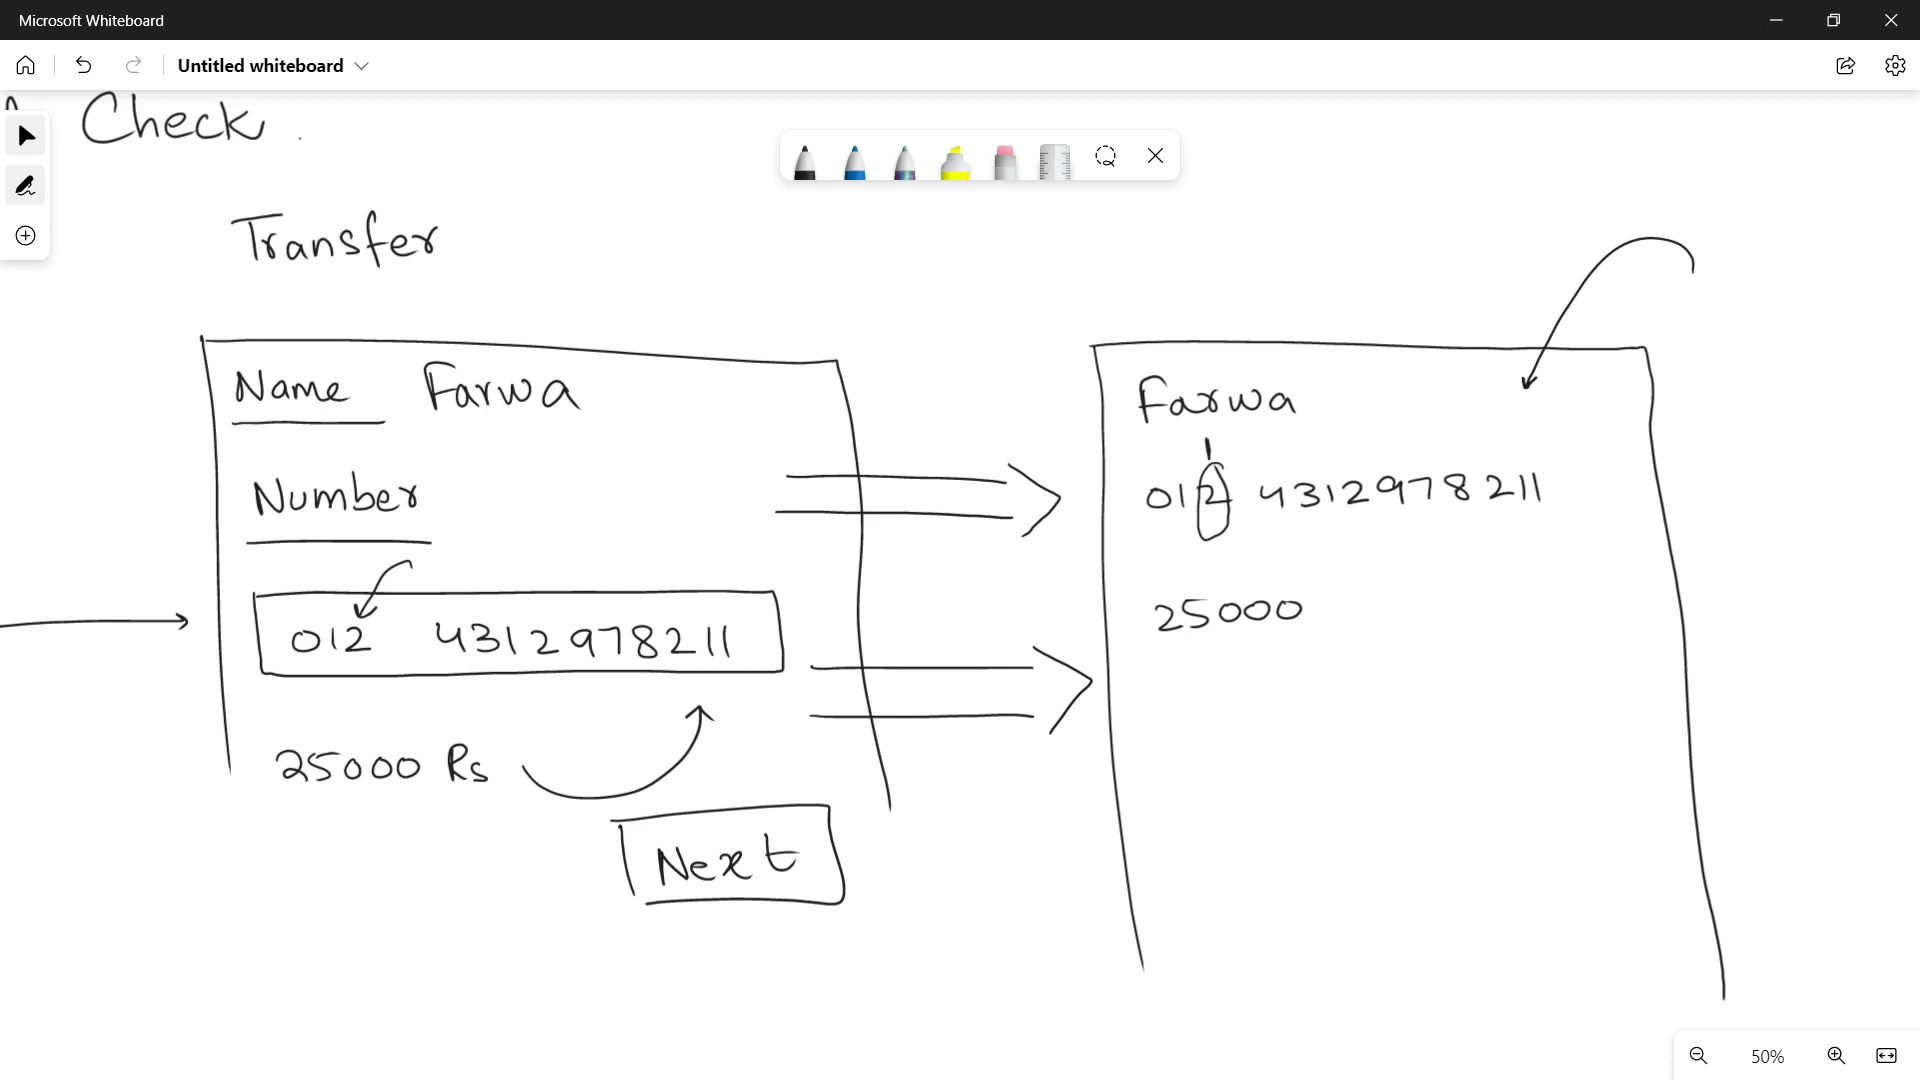 Microsoft Whiteboard
Untitled whiteboard
Check.
Transfer
Name Farwa
Number
012 4312978211
25000 Rs
Next
Farwa
1
012 4312978211
25000
50%